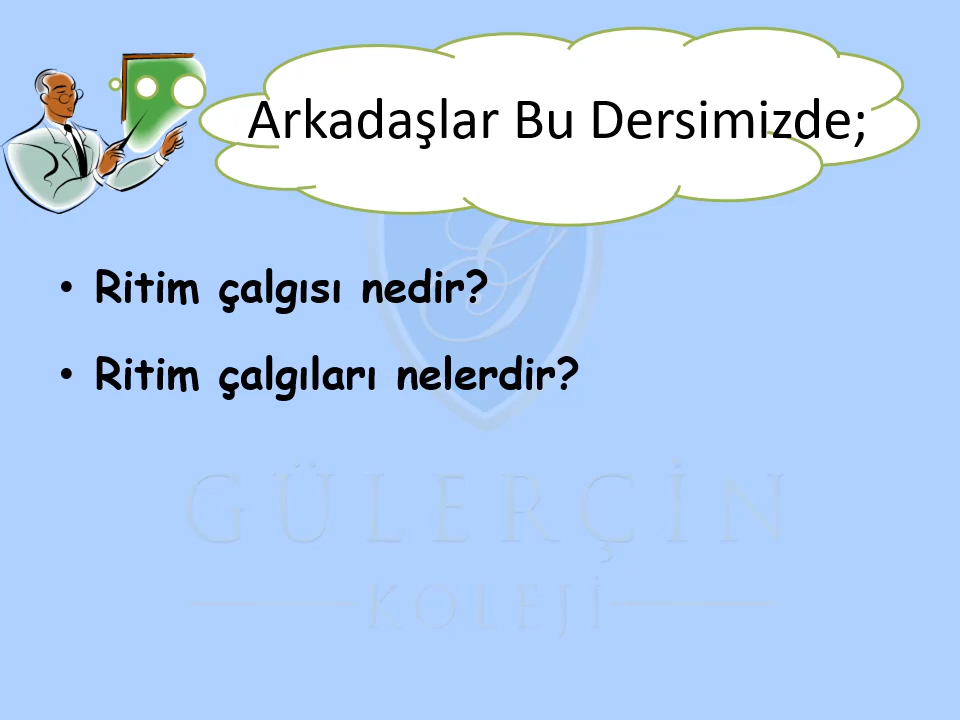 Arkadaşlar Bu Dersimizde;
• Ritim çalgısı nedir?
• Ritim çalgıları nelerdir?
GÜLERÇİN
KOLEJİ